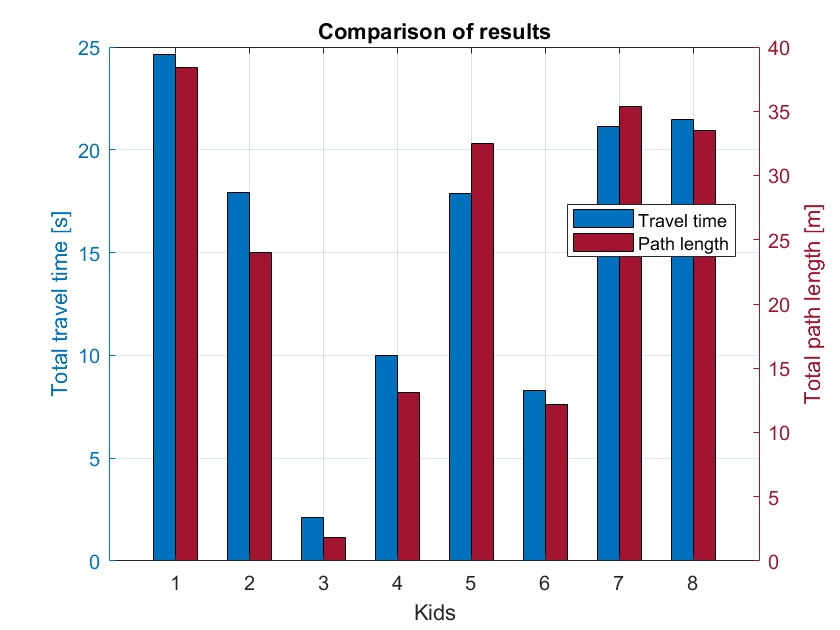 Comparison of results
25
20
15
10
5
0
Total travel time [s]
40
35
30
25
20
15
10
5
0
Total path length [m]
Travel time
Path length
1 2 3 4 5 6 7 8
Kids